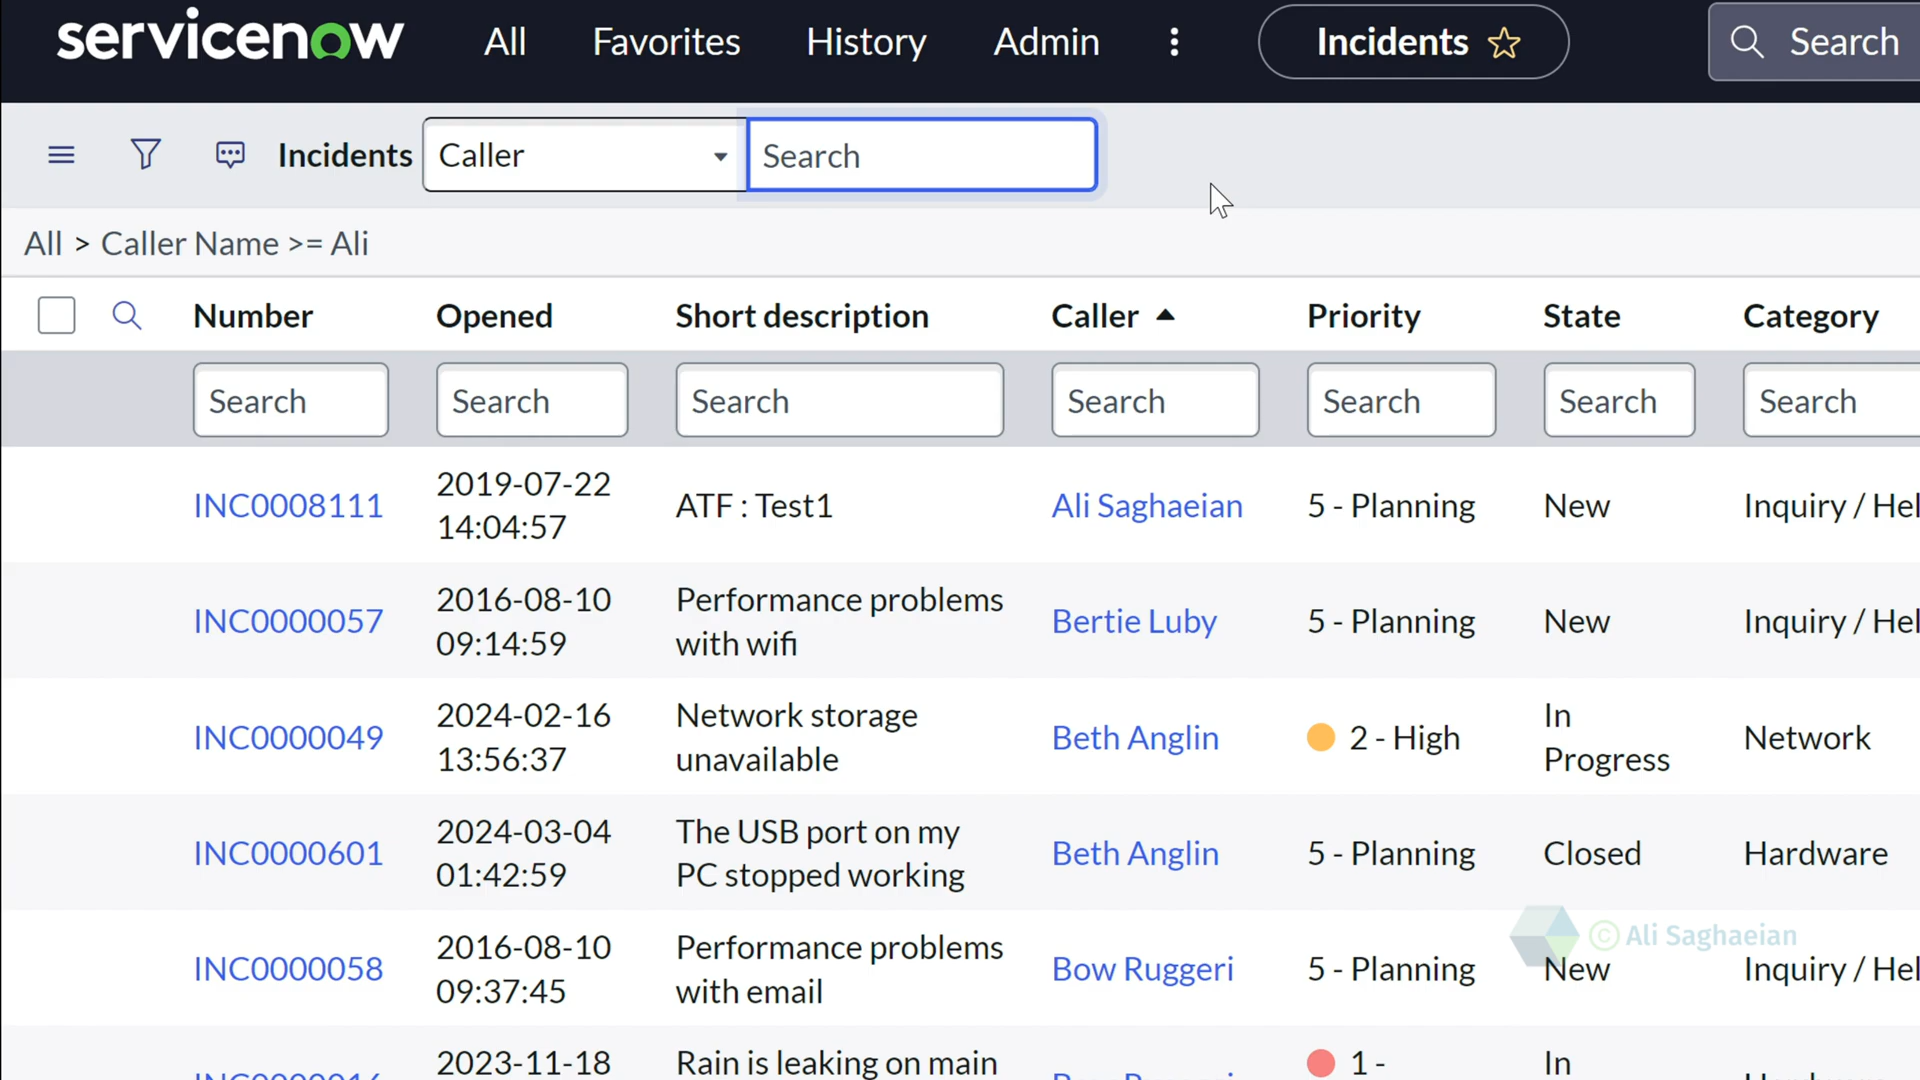 servicenow All Favorites History Admin Incidents Search
Incidents Caller Search
All > Caller Name >= Ali
Number Opened Short description Caller Priority State Category
Search Search Search Search Search Search Search
INC0008111 2019-07-22 14:04:57 ATF : Test1 Ali Saghaeian 5 - Planning New Inquiry / Hel
INC0000057 2016-08-10 09:14:59 Performance problems with wifi Bertie Luby 5 - Planning New Inquiry / Hel
INC0000049 2024-02-16 13:56:37 Network storage unavailable Beth Anglin 2 - High In Progress Network
INC0000601 2024-03-04 01:42:59 The USB port on my PC stopped working Beth Anglin 5 - Planning Closed Hardware
© Ali Saghaeian
INC0000058 2016-08-10 09:37:45 Performance problems with email Bow Ruggeri 5 - Planning New Inquiry / Hel
2023-11-18 Rain is leaking on main 1 - In